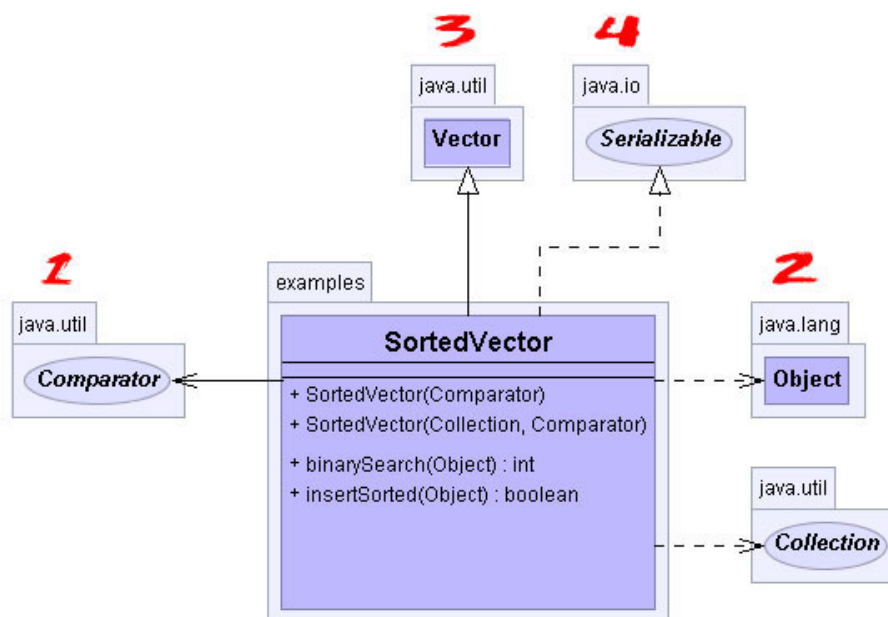 3
4
java.util
Vector
java.io
Serializable
1
java.util
Comparator
examples
SortedVector
+ SortedVector(Comparator)
+ SortedVector(Collection, Comparator)
+ binarySearch(Object) : int
+ insertSorted(Object) : boolean
2
java.lang
Object
java.util
Collection